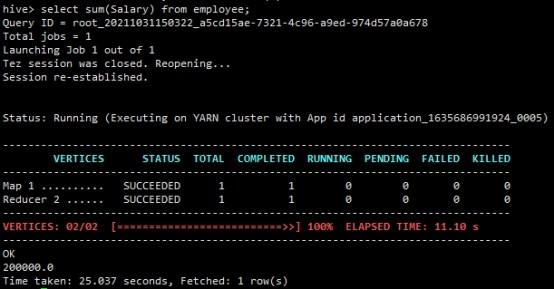 hive> select sum(Salary) from employee;
Query ID = root_20211031150322_a5cd15ae-7321-4c96-a9ed-974d57a0a678
Total jobs = 1
Launching Job 1 out of 1
Tez session was closed. Reopening...
Session re-established.
Status: Running (Executing on YARN cluster with App id application_1635686991924_0005)
--------------------------------------------------------------------------------
VERTICES STATUS TOTAL COMPLETED RUNNING PENDING FAILED KILLED
--------------------------------------------------------------------------------
Map 1 .......... SUCCEEDED 1 1 0 0 0 0
Reducer 2 ...... SUCCEEDED 1 1 0 0 0 0
--------------------------------------------------------------------------------
VERTICES: 02/02 [==========================>>] 100% ELAPSED TIME: 11.10 s
--------------------------------------------------------------------------------
OK
200000.0
Time taken: 25.037 seconds, Fetched: 1 row(s)